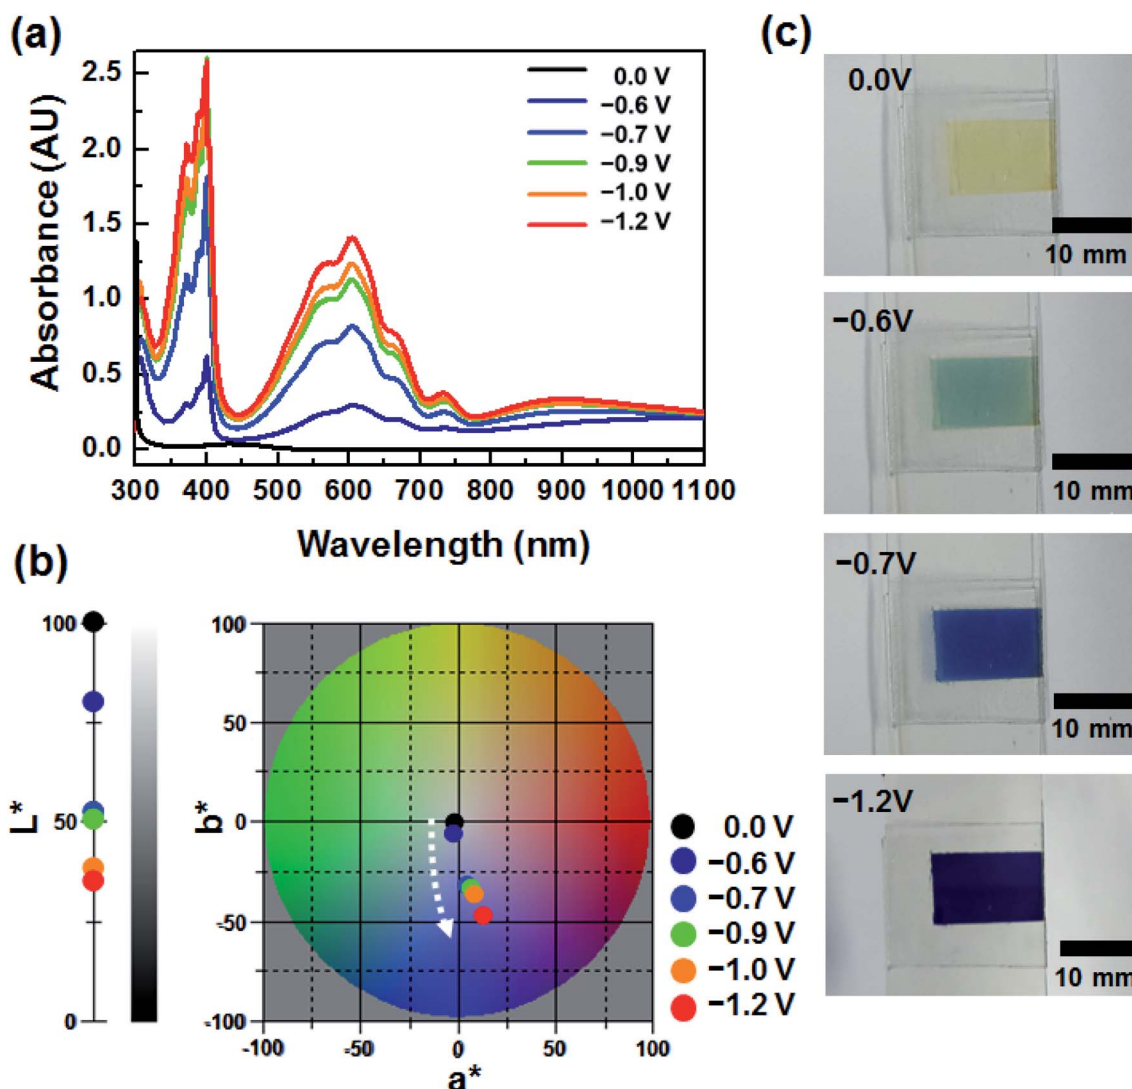 (a)
Absorbance (AU)
2.5
2.0
1.5
1.0
0.5
0.0
300 400 500 600 700 800 900 1000 1100
Wavelength (nm)
0.0 V
−0.6 V
−0.7 V
−0.9 V
−1.0 V
−1.2 V
(b)
L*
100
50
0
b*
100
50
0
-50
-100
-100 -50 0 50 100
a*
0.0 V
−0.6 V
−0.7 V
−0.9 V
−1.0 V
−1.2 V
(c)
0.0V
10 mm
−0.6V
10 mm
−0.7V
10 mm
−1.2V
10 mm